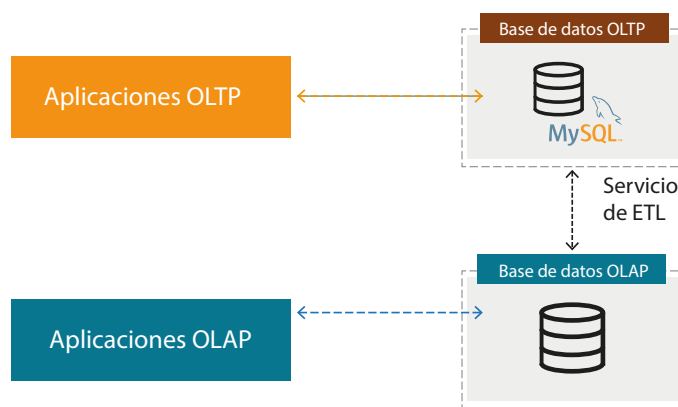 Base de datos OLTP
Aplicaciones OLTP
MySQL
Servicio
de ETL
Base de datos OLAP
Aplicaciones OLAP